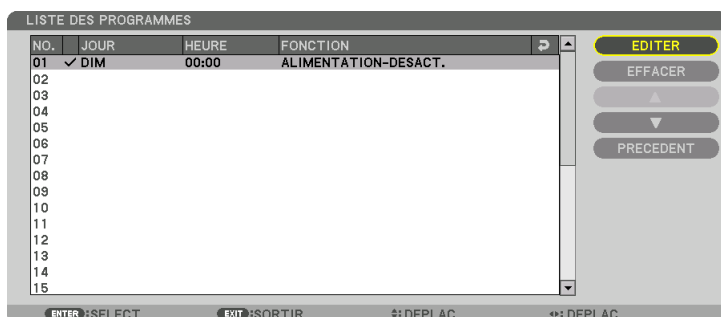 LISTE DES PROGRAMMES
NO. JOUR HEURE FONCTION
01 ✓ DIM 00:00 ALIMENTATION-DESACT.
02
03
04
05
06
07
08
09
10
11
12
13
14
15
EDITER
EFFACER
PRECEDENT
ENTER :SELECT EXIT :SORTIR :DEPLAC :DEPLAC